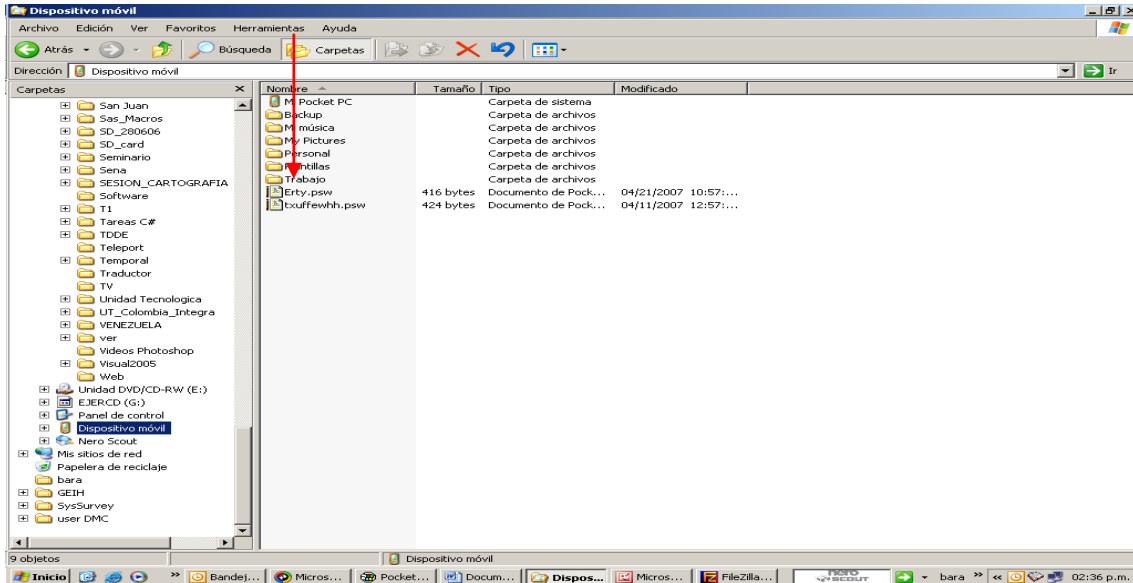 Dispositivo móvil
Archivo Edición Ver Favoritos Herramientas Ayuda
Atrás Búsqueda Carpetas
Dirección Dispositivo móvil Ir
Carpetas
San Juan
Sas_Macros
SD_280606
SD_card
Seminario
Sena
SESION_CARTOGRAFIA
Software
T1
Tareas C#
TDDE
Teleport
Temporal
Traductor
TV
Unidad Tecnologica
UT_Colombia_Integra
VENEZUELA
ver
Videos Photoshop
Visual2005
Web
Unidad DVD/CD-RW (E:)
EJERCD (G:)
Panel de control
Dispositivo móvil
Nero Scout
Mis sitios de red
Papelera de reciclaje
bara
GEIH
SysSurvey
user DMC
Nombre Tamaño Tipo Modificado
Mi Pocket PC Carpeta de sistema
Backup Carpeta de archivos
Mi música Carpeta de archivos
My Pictures Carpeta de archivos
Personal Carpeta de archivos
Carpeta de archivos
Trabajo Carpeta de archivos
Erty.psw 416 bytes Documento de Pock... 04/21/2007 10:57:...
txuffewhh.psw 424 bytes Documento de Pock... 04/11/2007 12:57:...
9 objetos Dispositivo móvil
Inicio » Bandej... Micros... Pocket... Docum... Dispos... Micros... FileZilla... nero SCOUT bara » « 02:36 p.m.